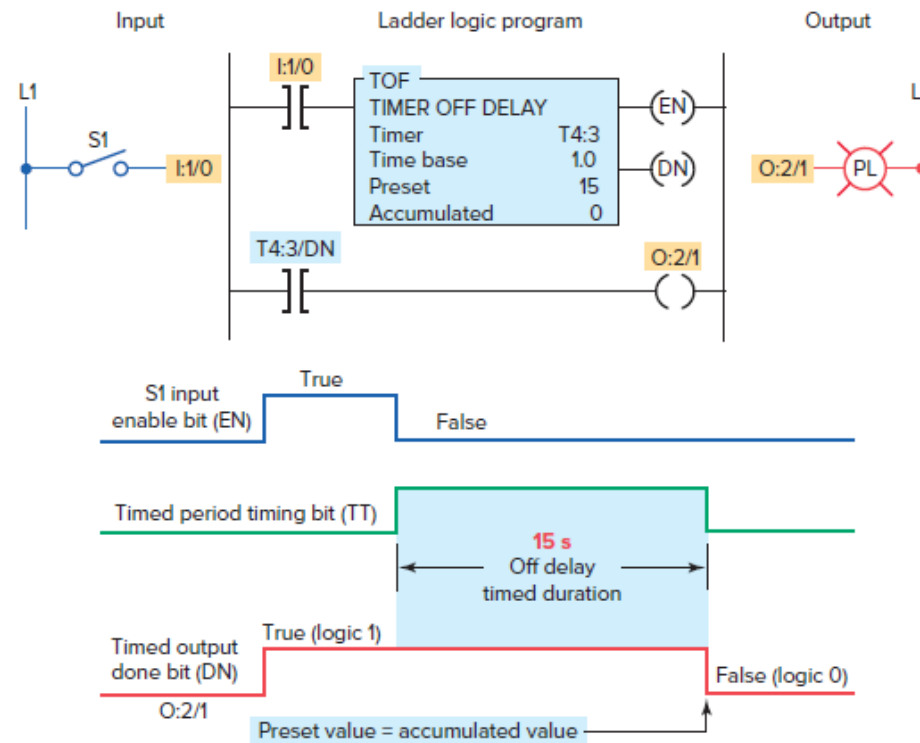 Input
Ladder logic program
Output
L1
S1
I:1/0
I:1/0
TOF
TIMER OFF DELAY
Timer T4:3
Time base 1.0
Preset 15
Accumulated 0
EN
DN
T4:3/DN
O:2/1
O:2/1
PL
L
S1 input
enable bit (EN)
True
False
Timed period timing bit (TT)
15 s
Off delay
timed duration
Timed output
done bit (DN)
O:2/1
True (logic 1)
False (logic 0)
Preset value = accumulated value